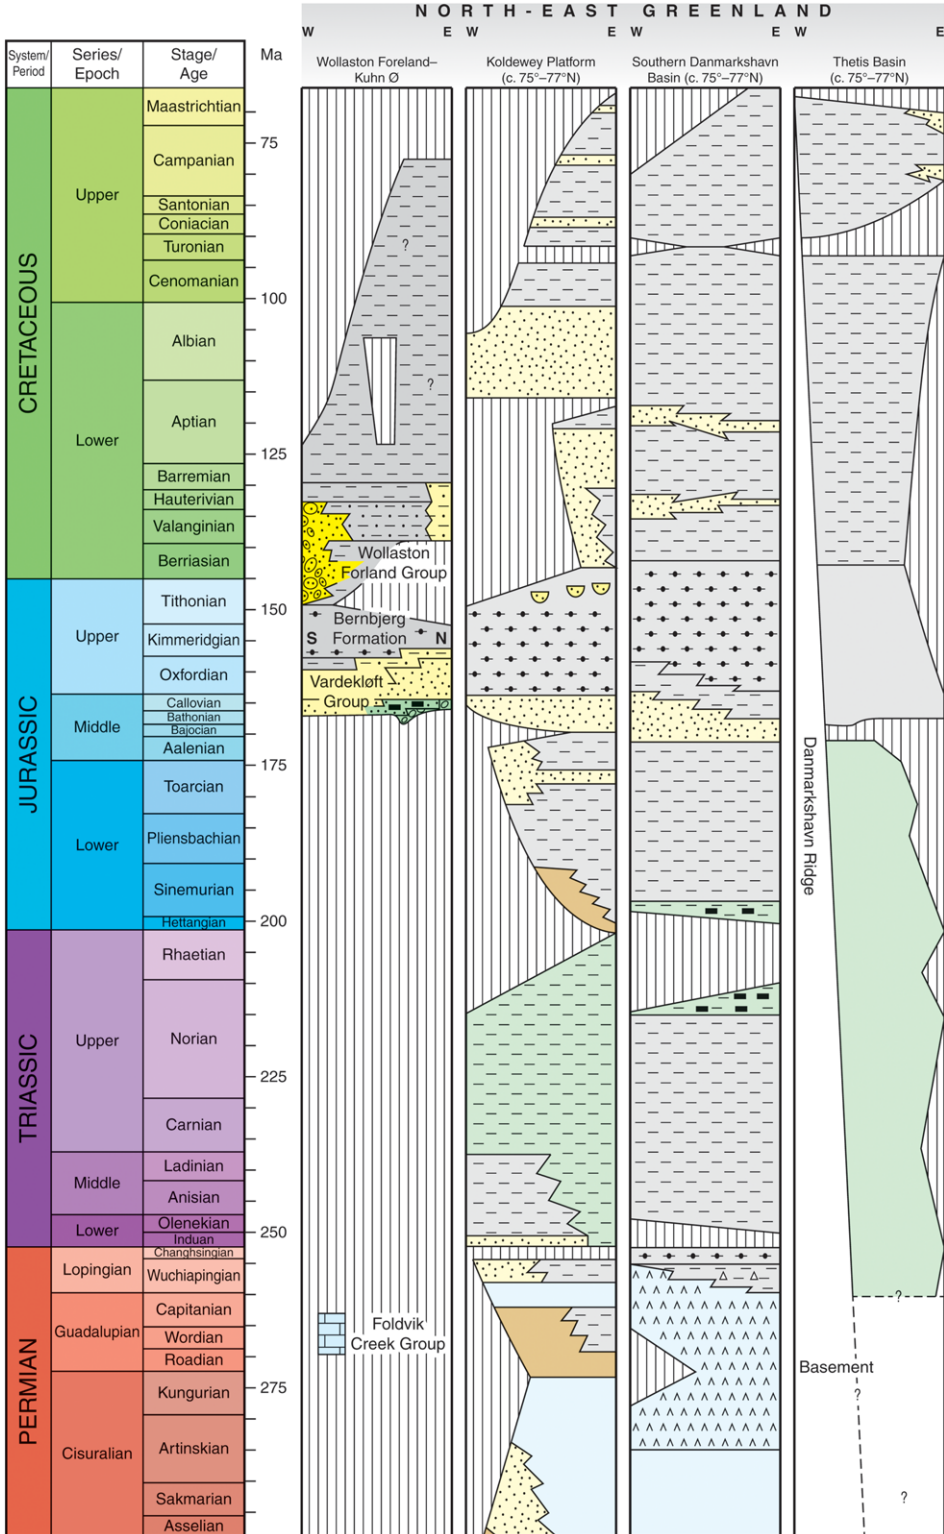 NORTH-EAST GREENLAND
W E W E W E W E
System/
Period
Series/
Epoch
Stage/
Age
Ma
Wollaston Foreland–
Kuhn Ø
Koldewey Platform
(c. 75°–77°N)
Southern Danmarkshavn
Basin (c. 75°–77°N)
Thetis Basin
(c. 75°–77°N)
CRETACEOUS
Upper
Maastrichtian
Campanian
Santonian
Coniacian
Turonian
Cenomanian
Lower
Albian
Aptian
Barremian
Hauterivian
Valanginian
Berriasian
JURASSIC
Upper
Tithonian
Kimmeridgian
Oxfordian
Middle
Callovian
Bathonian
Bajocian
Aalenian
Lower
Toarcian
Pliensbachian
Sinemurian
Hettangian
TRIASSIC
Upper
Rhaetian
Norian
Carnian
Middle
Ladinian
Anisian
Lower
Olenekian
Induan
PERMIAN
Lopingian
Changhsingian
Wuchiapingian
Guadalupian
Capitanian
Wordian
Roadian
Cisuralian
Kungurian
Artinskian
Sakmarian
Asselian
75
100
125
150
175
200
225
250
275
?
?
Wollaston
Forland Group
Bernbjerg
Formation
S N
Vardekløft
Group
Foldvik
Creek Group
Danmarkshavn Ridge
?
Basement
?
?